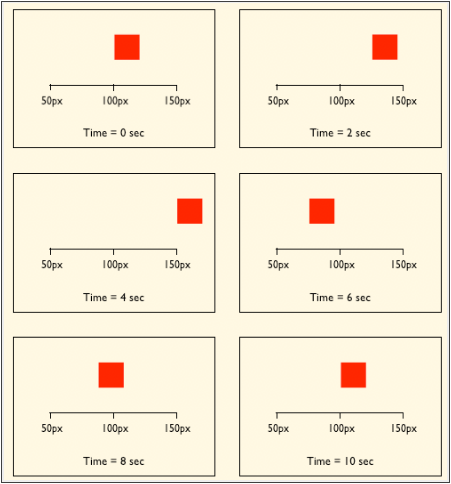 50px 100px 150px
Time = 0 sec
50px 100px 150px
Time = 2 sec
50px 100px 150px
Time = 4 sec
50px 100px 150px
Time = 6 sec
50px 100px 150px
Time = 8 sec
50px 100px 150px
Time = 10 sec